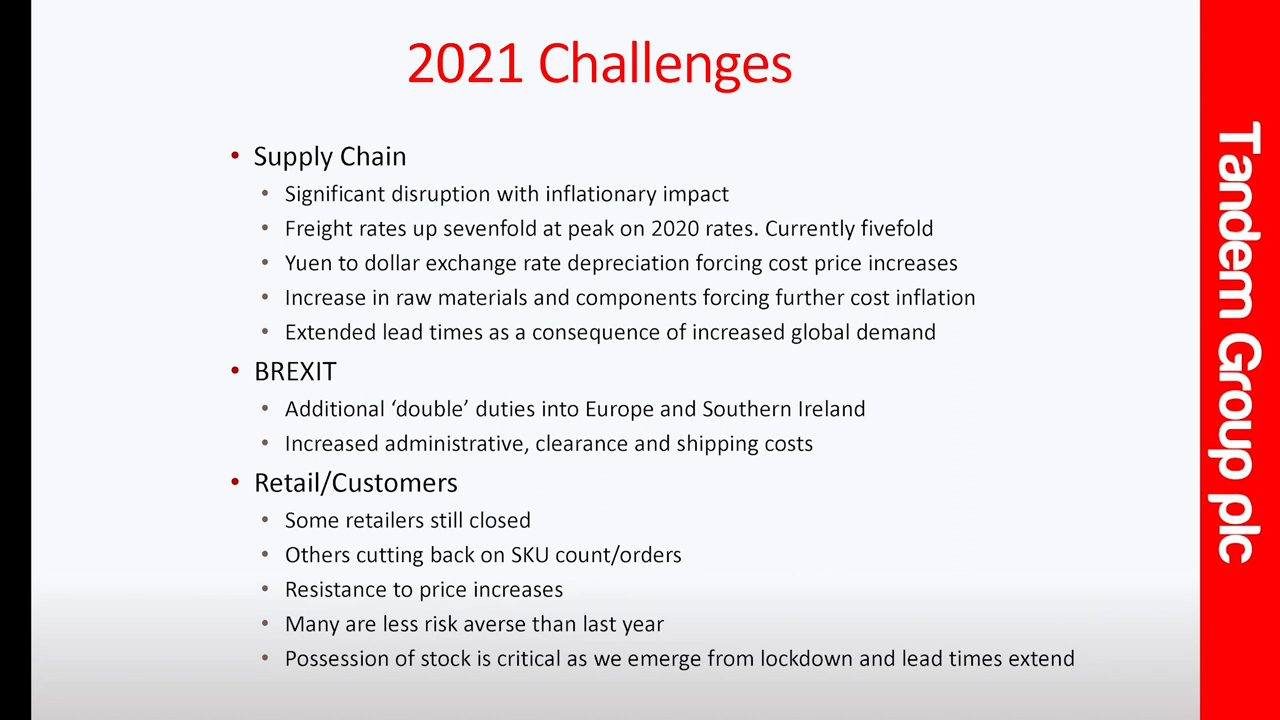 2021 Challenges
• Supply Chain
• Significant disruption with inflationary impact
• Freight rates up sevenfold at peak on 2020 rates. Currently fivefold
• Yuen to dollar exchange rate depreciation forcing cost price increases
• Increase in raw materials and components forcing further cost inflation
• Extended lead times as a consequence of increased global demand
• BREXIT
• Additional ‘double’ duties into Europe and Southern Ireland
• Increased administrative, clearance and shipping costs
• Retail/Customers
• Some retailers still closed
• Others cutting back on SKU count/orders
• Resistance to price increases
• Many are less risk averse than last year
• Possession of stock is critical as we emerge from lockdown and lead times extend
Tandem Group plc